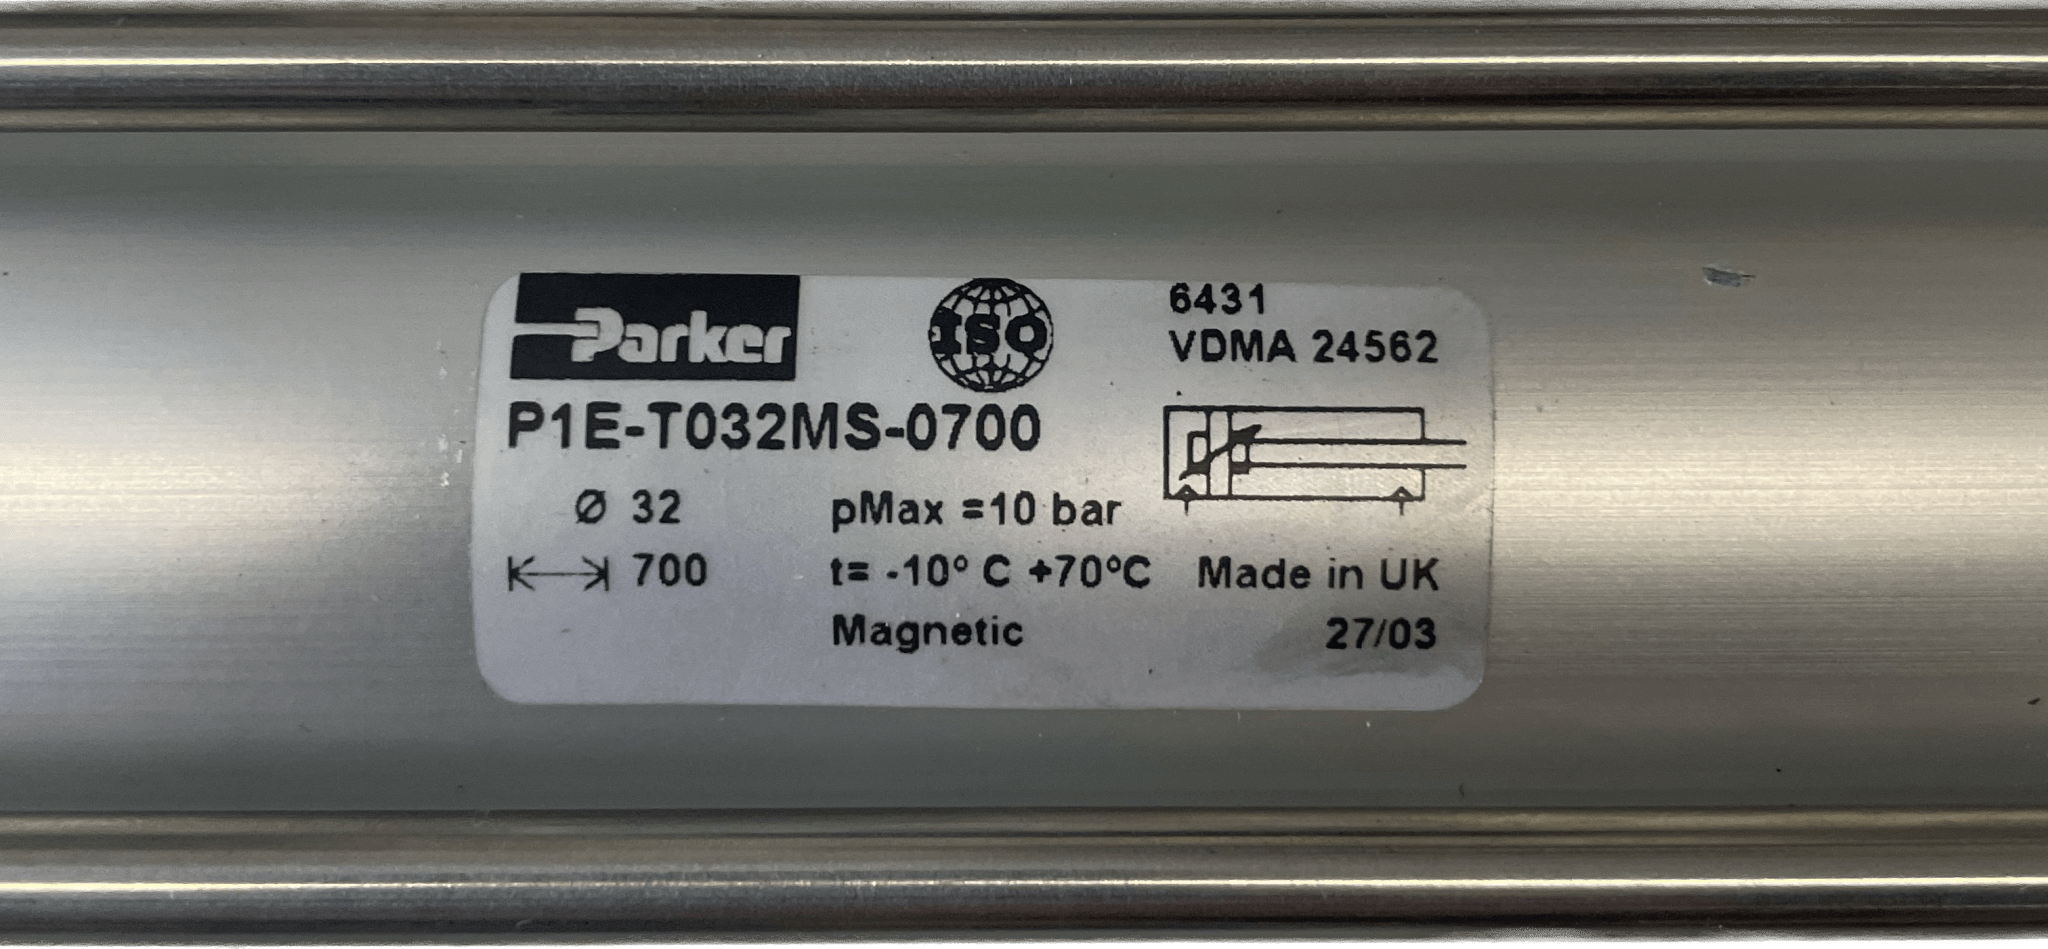 Parker
ISO
6431
VDMA 24562
P1E-T032MS-0700
Ø 32
pMax =10 bar
700
t= -10° C +70°C
Made in UK
Magnetic
27/03